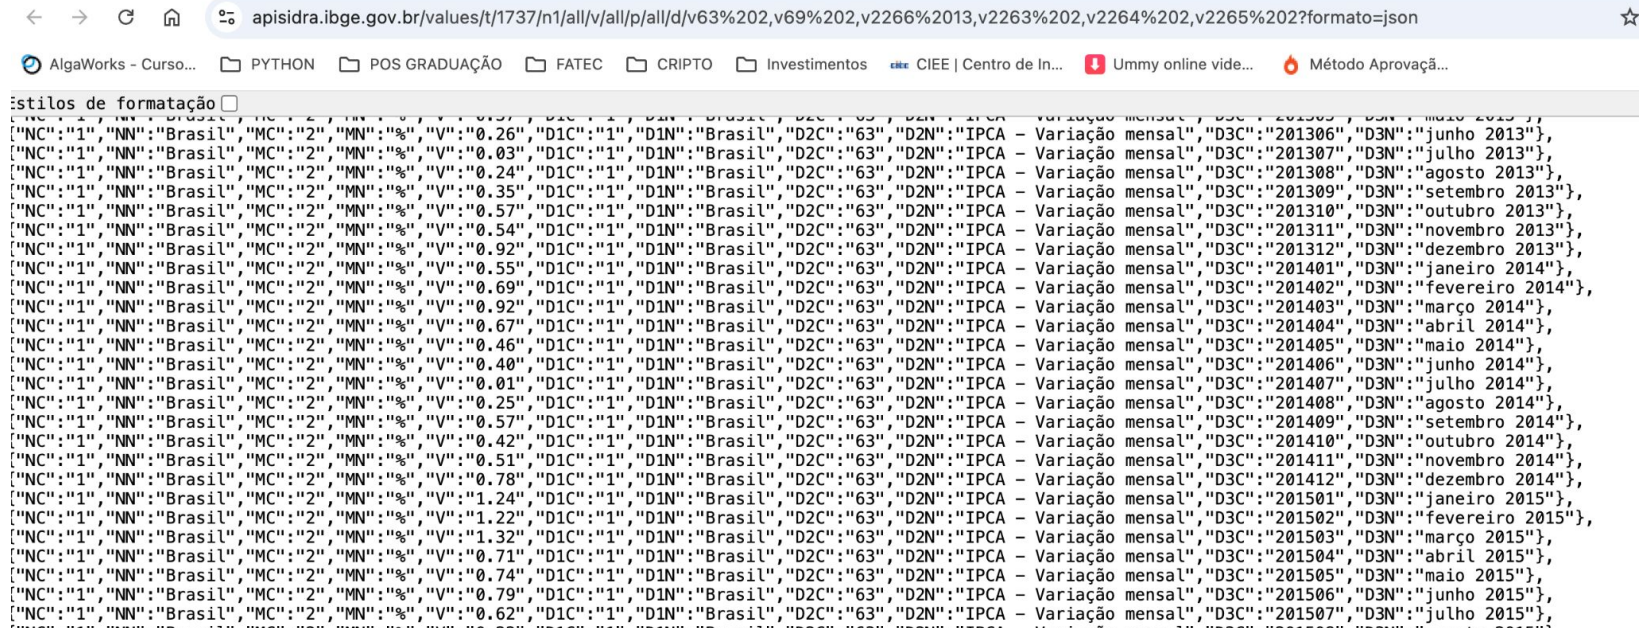 apisidra.ibge.gov.br/values/t/1737/n1/all/v/all/p/all/d/v63%202,v69%202,v2266%2013,v2263%202,v2264%202,v2265%202?formato=json
AlgaWorks - Curso... PYTHON POS GRADUAÇÃO FATEC CRIPTO Investimentos CIEE | Centro de In... Ummy online vide... Método Aprovaçã...
Estilos de formatação
{"NC":"1","NN":"Brasil","MC":"2","MN":"%","V":"0.37","D1C":"1","D1N":"Brasil","D2C":"63","D2N":"IPCA - Variação mensal","D3C":"201305","D3N":"maio 2013"},
{"NC":"1","NN":"Brasil","MC":"2","MN":"%","V":"0.26","D1C":"1","D1N":"Brasil","D2C":"63","D2N":"IPCA - Variação mensal","D3C":"201306","D3N":"junho 2013"},
{"NC":"1","NN":"Brasil","MC":"2","MN":"%","V":"0.03","D1C":"1","D1N":"Brasil","D2C":"63","D2N":"IPCA - Variação mensal","D3C":"201307","D3N":"julho 2013"},
{"NC":"1","NN":"Brasil","MC":"2","MN":"%","V":"0.24","D1C":"1","D1N":"Brasil","D2C":"63","D2N":"IPCA - Variação mensal","D3C":"201308","D3N":"agosto 2013"},
{"NC":"1","NN":"Brasil","MC":"2","MN":"%","V":"0.35","D1C":"1","D1N":"Brasil","D2C":"63","D2N":"IPCA - Variação mensal","D3C":"201309","D3N":"setembro 2013"},
{"NC":"1","NN":"Brasil","MC":"2","MN":"%","V":"0.57","D1C":"1","D1N":"Brasil","D2C":"63","D2N":"IPCA - Variação mensal","D3C":"201310","D3N":"outubro 2013"},
{"NC":"1","NN":"Brasil","MC":"2","MN":"%","V":"0.54","D1C":"1","D1N":"Brasil","D2C":"63","D2N":"IPCA - Variação mensal","D3C":"201311","D3N":"novembro 2013"},
{"NC":"1","NN":"Brasil","MC":"2","MN":"%","V":"0.92","D1C":"1","D1N":"Brasil","D2C":"63","D2N":"IPCA - Variação mensal","D3C":"201312","D3N":"dezembro 2013"},
{"NC":"1","NN":"Brasil","MC":"2","MN":"%","V":"0.55","D1C":"1","D1N":"Brasil","D2C":"63","D2N":"IPCA - Variação mensal","D3C":"201401","D3N":"janeiro 2014"},
{"NC":"1","NN":"Brasil","MC":"2","MN":"%","V":"0.69","D1C":"1","D1N":"Brasil","D2C":"63","D2N":"IPCA - Variação mensal","D3C":"201402","D3N":"fevereiro 2014"},
{"NC":"1","NN":"Brasil","MC":"2","MN":"%","V":"0.92","D1C":"1","D1N":"Brasil","D2C":"63","D2N":"IPCA - Variação mensal","D3C":"201403","D3N":"março 2014"},
{"NC":"1","NN":"Brasil","MC":"2","MN":"%","V":"0.67","D1C":"1","D1N":"Brasil","D2C":"63","D2N":"IPCA - Variação mensal","D3C":"201404","D3N":"abril 2014"},
{"NC":"1","NN":"Brasil","MC":"2","MN":"%","V":"0.46","D1C":"1","D1N":"Brasil","D2C":"63","D2N":"IPCA - Variação mensal","D3C":"201405","D3N":"maio 2014"},
{"NC":"1","NN":"Brasil","MC":"2","MN":"%","V":"0.40","D1C":"1","D1N":"Brasil","D2C":"63","D2N":"IPCA - Variação mensal","D3C":"201406","D3N":"junho 2014"},
{"NC":"1","NN":"Brasil","MC":"2","MN":"%","V":"0.01","D1C":"1","D1N":"Brasil","D2C":"63","D2N":"IPCA - Variação mensal","D3C":"201407","D3N":"julho 2014"},
{"NC":"1","NN":"Brasil","MC":"2","MN":"%","V":"0.25","D1C":"1","D1N":"Brasil","D2C":"63","D2N":"IPCA - Variação mensal","D3C":"201408","D3N":"agosto 2014"},
{"NC":"1","NN":"Brasil","MC":"2","MN":"%","V":"0.57","D1C":"1","D1N":"Brasil","D2C":"63","D2N":"IPCA - Variação mensal","D3C":"201409","D3N":"setembro 2014"},
{"NC":"1","NN":"Brasil","MC":"2","MN":"%","V":"0.42","D1C":"1","D1N":"Brasil","D2C":"63","D2N":"IPCA - Variação mensal","D3C":"201410","D3N":"outubro 2014"},
{"NC":"1","NN":"Brasil","MC":"2","MN":"%","V":"0.51","D1C":"1","D1N":"Brasil","D2C":"63","D2N":"IPCA - Variação mensal","D3C":"201411","D3N":"novembro 2014"},
{"NC":"1","NN":"Brasil","MC":"2","MN":"%","V":"0.78","D1C":"1","D1N":"Brasil","D2C":"63","D2N":"IPCA - Variação mensal","D3C":"201412","D3N":"dezembro 2014"},
{"NC":"1","NN":"Brasil","MC":"2","MN":"%","V":"1.24","D1C":"1","D1N":"Brasil","D2C":"63","D2N":"IPCA - Variação mensal","D3C":"201501","D3N":"janeiro 2015"},
{"NC":"1","NN":"Brasil","MC":"2","MN":"%","V":"1.22","D1C":"1","D1N":"Brasil","D2C":"63","D2N":"IPCA - Variação mensal","D3C":"201502","D3N":"fevereiro 2015"},
{"NC":"1","NN":"Brasil","MC":"2","MN":"%","V":"1.32","D1C":"1","D1N":"Brasil","D2C":"63","D2N":"IPCA - Variação mensal","D3C":"201503","D3N":"março 2015"},
{"NC":"1","NN":"Brasil","MC":"2","MN":"%","V":"0.71","D1C":"1","D1N":"Brasil","D2C":"63","D2N":"IPCA - Variação mensal","D3C":"201504","D3N":"abril 2015"},
{"NC":"1","NN":"Brasil","MC":"2","MN":"%","V":"0.74","D1C":"1","D1N":"Brasil","D2C":"63","D2N":"IPCA - Variação mensal","D3C":"201505","D3N":"maio 2015"},
{"NC":"1","NN":"Brasil","MC":"2","MN":"%","V":"0.79","D1C":"1","D1N":"Brasil","D2C":"63","D2N":"IPCA - Variação mensal","D3C":"201506","D3N":"junho 2015"},
{"NC":"1","NN":"Brasil","MC":"2","MN":"%","V":"0.62","D1C":"1","D1N":"Brasil","D2C":"63","D2N":"IPCA - Variação mensal","D3C":"201507","D3N":"julho 2015"},